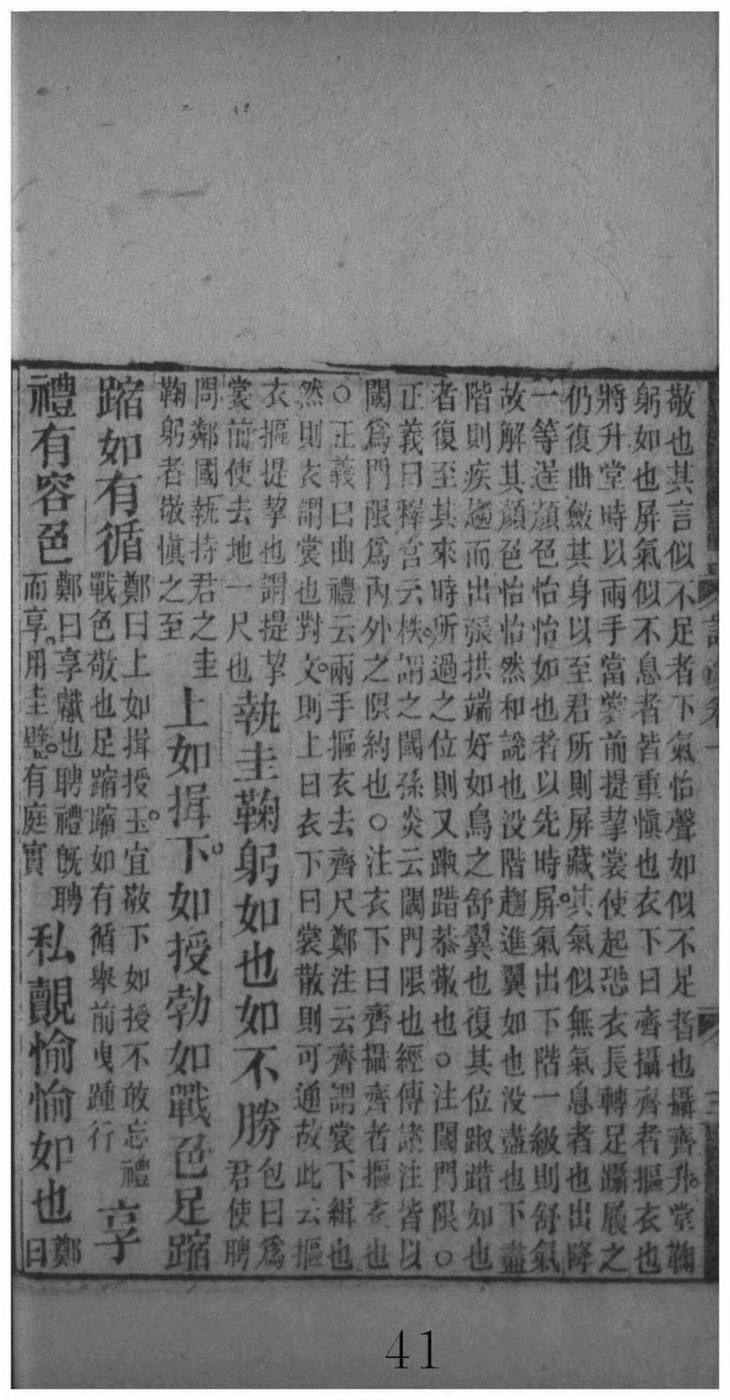 敬也其言似不足者下氣怡聲如似不足者也攝齊升堂鞠
躬如也屏氣似不息者皆重慎也衣下曰齊攝齊者摳衣也
將升堂時以兩手當裳前提挈裳使起恐衣長轉足躡履之
仍復曲斂其身以至君所則屏藏其氣似無氣息者也出降
一等逞顏色怡怡如也者以先時屏氣出下階一級則舒氣
故解其顏色怡怡然和說也没階趨進翼如也没盡也下盡
階則疾趨而出張拱端好如鳥之舒翼也復其位踧踖如也
者復至其來時所過之位則又踧踖恭敬也○注閾門限○
正義曰釋宮云柣謂之閾孫炎云閾門限也經傳諸注皆以
閾爲門限爲內外之限約也○注衣下曰齊攝齊者摳衣也
○正義曰曲禮云兩手摳衣去齊尺鄭注云齊謂裳下緝也
然則衣謂裳也對文則上曰衣下曰裳散則可通故此云摳
衣摳提挈也謂提挈
裳前使去地一尺也
執圭鞠躬如也如不勝
包曰爲
君使聘
問鄰國執持君之圭
鞠躬者敬慎之至
上如揖下如授勃如戰色足蹜
蹜如有循
鄭曰上如揖授玉宜敬下如授不敢忘禮
戰色敬也足蹜蹜如有循舉前曳踵行
享
禮有容色
鄭曰享獻也聘禮旣聘
而享用圭璧有庭實
私覿愉愉如也
鄭
曰
三
41